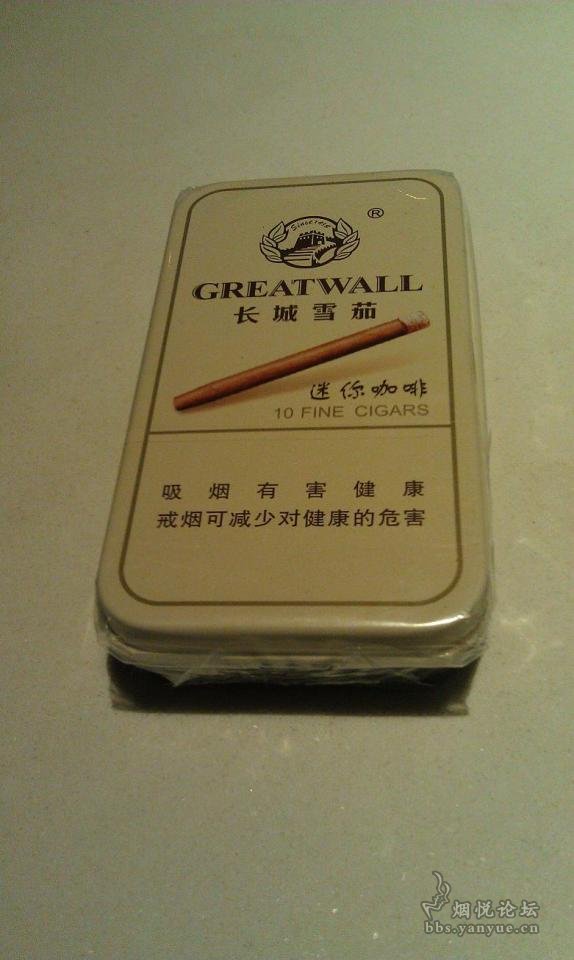 Since 1918
®
GREATWALL
长城雪茄
迷你咖啡
10 FINE CIGARS
吸烟有害健康
戒烟可减少对健康的危害
烟悦论坛
bbs.yanyue.cn